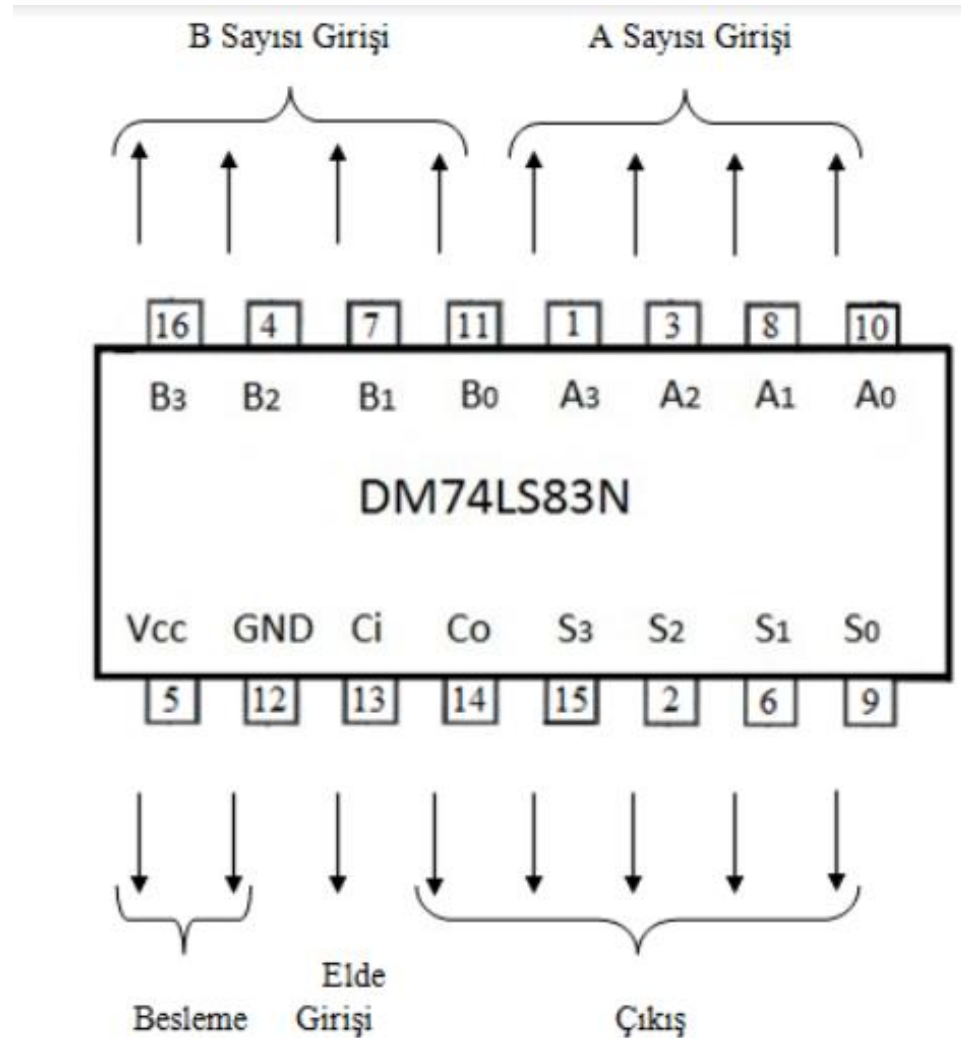 B Sayısı Girişi A Sayısı Girişi
16 4 7 11 1 3 8 10
B3 B2 B1 B0 A3 A2 A1 A0
DM74LS83N
Vcc GND Ci Co S3 S2 S1 S0
5 12 13 14 15 2 6 9
Elde
Besleme Girişi Çıkış